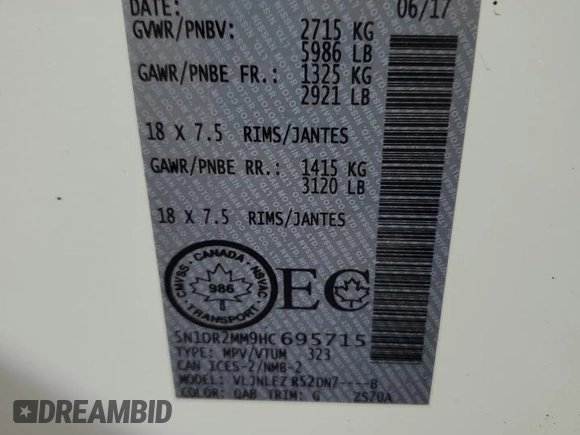 DATE: 06/17
GVWR/PNBV: 2715 KG
5986 LB
GAWR/PNBE FR.: 1325 KG
2921 LB
18 X 7.5 RIMS/JANTES
GAWR/PNBE RR.: 1415 KG
3120 LB
18 X 7.5 RIMS/JANTES
CANADA
CMVSS NSVAC
986
TRANSPORT
EC
5N1DR2MM9HC695715
TYPE: MPV/VTUM 323
CAN ICES-2/NMB-2
MODEL: VLJNLEZ R52DN7----B
COLOR: QAB TRIM: G ZSZ0A
DREAMBID